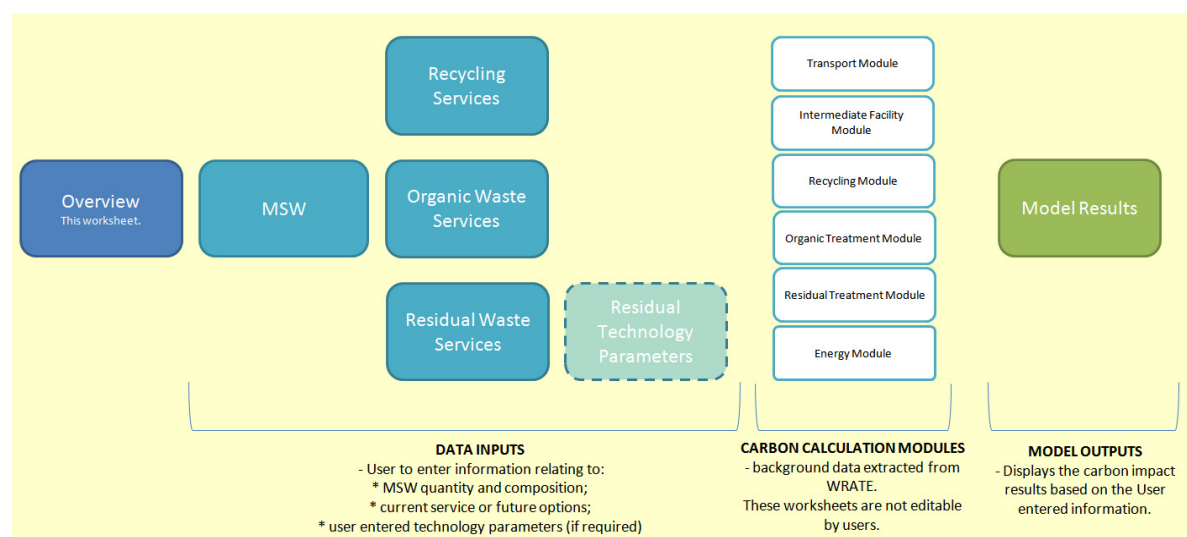 Overview
This worksheet.
MSW
Recycling
Services
Organic Waste
Services
Residual Waste
Services
Residual
Technology
Parameters
Transport Module
Intermediate Facility
Module
Recycling Module
Organic Treatment Module
Residual Treatment Module
Energy Module
Model Results
DATA INPUTS
- User to enter information relating to:
* MSW quantity and composition;
* current service or future options;
* user entered technology parameters (if required)
CARBON CALCULATION MODULES
- background data extracted from
WRATE.
These worksheets are not editable
by users.
MODEL OUTPUTS
- Displays the carbon impact
results based on the User
entered information.